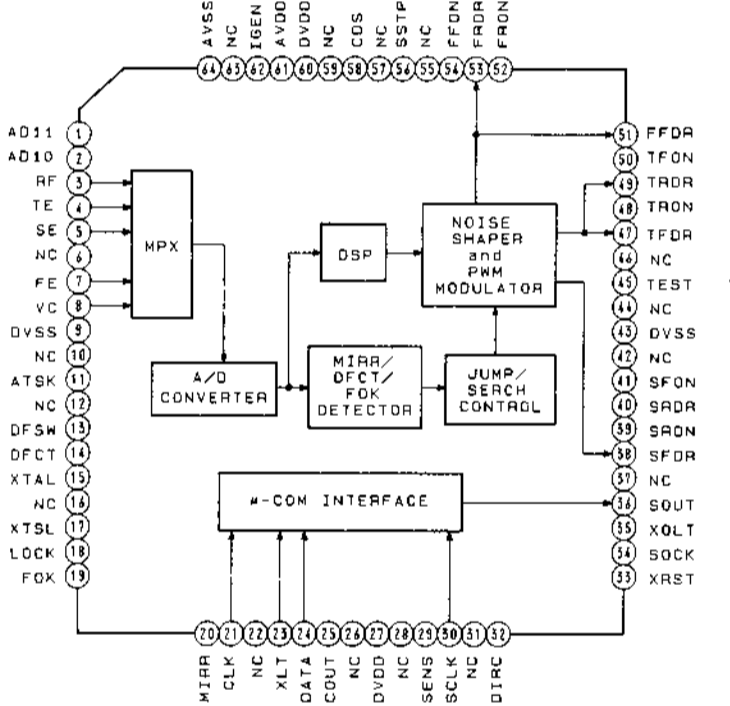 AVSS
NC
IGEN
AVDD
DVDD
NC
COS
NC
SSTP
NC
FFON
FRDR
FRON
64
63
62
61
60
59
58
57
56
55
54
53
52
AD11 1
AD10 2
RF 3
TE 4
SE 5
NC 6
FE 7
VC 8
DVSS 9
NC 10
ATSK 11
NC 12
DFSW 13
DFCT 14
XTAL 15
NC 16
XTSL 17
LOCK 18
FOK 19
MPX
DSP
NOISE
SHAPER
and
PWM
MODULATOR
A/D
CONVERTER
MIRR/
DFCT/
FOK
DETECTOR
JUMP/
SERCH
CONTROL
μ-COM INTERFACE
51 FFDR
50 TFON
49 TRDR
48 TRON
47 TFDR
46 NC
45 TEST
44 NC
43 DVSS
42 NC
41 SFON
40 SRDR
39 SRON
38 SFDR
37 NC
36 SOUT
35 XOLT
34 SOCK
33 XRST
20
21
22
23
24
25
26
27
28
29
30
31
32
MIRR
CLK
NC
XLT
DATA
COUT
NC
DVDD
NC
SENS
SCLK
NC
DIRC